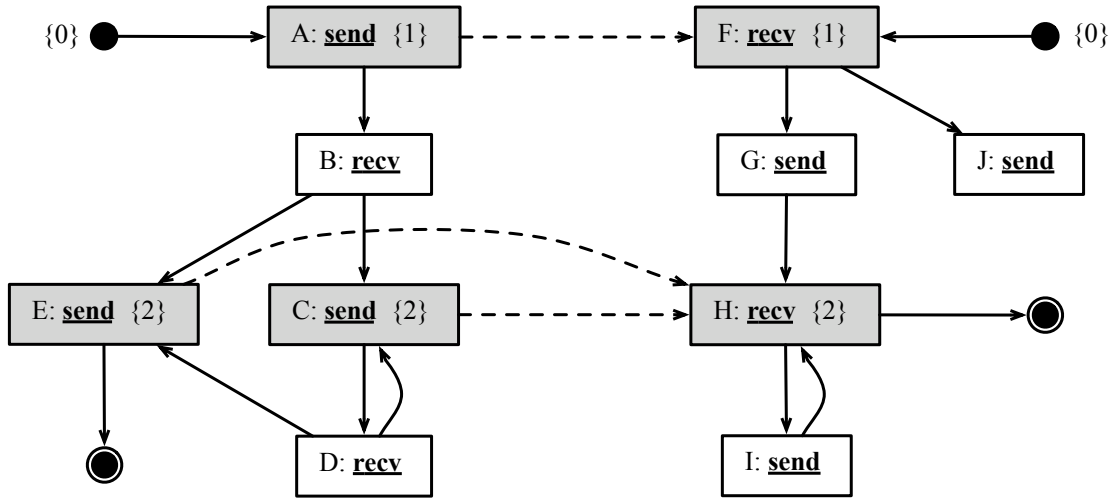 {0}
A: send {1}
F: recv {1}
{0}
B: recv
G: send
J: send
E: send {2}
C: send {2}
H: recv {2}
D: recv
I: send